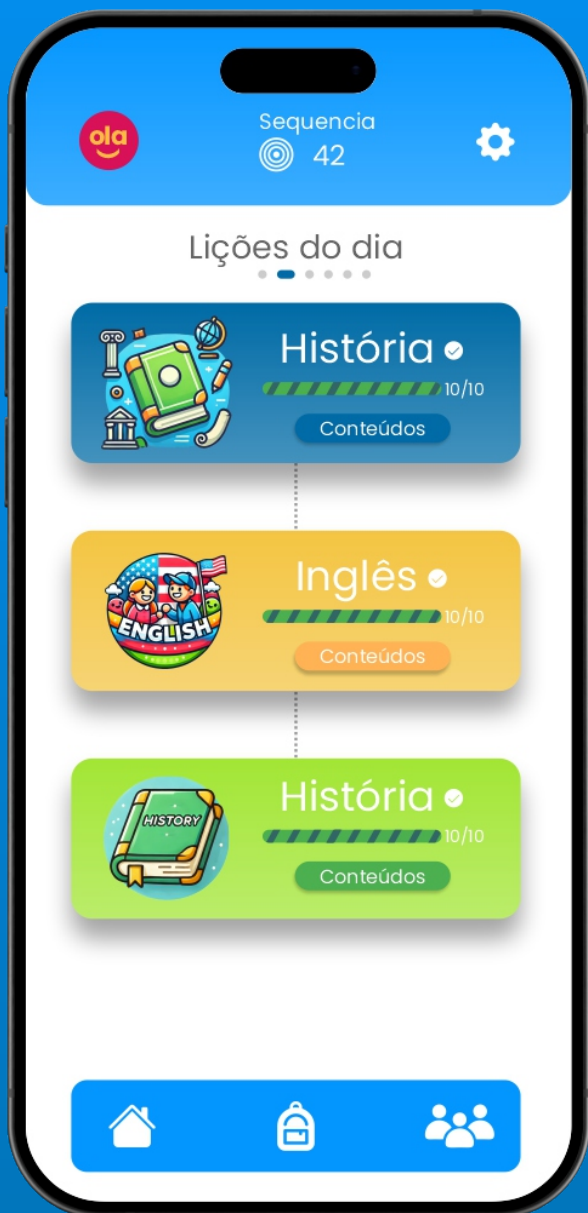 ola
Sequencia
42
Lições do dia
História
10/10
Conteúdos
ENGLISH
Inglês
10/10
Conteúdos
HISTORY
História
10/10
Conteúdos